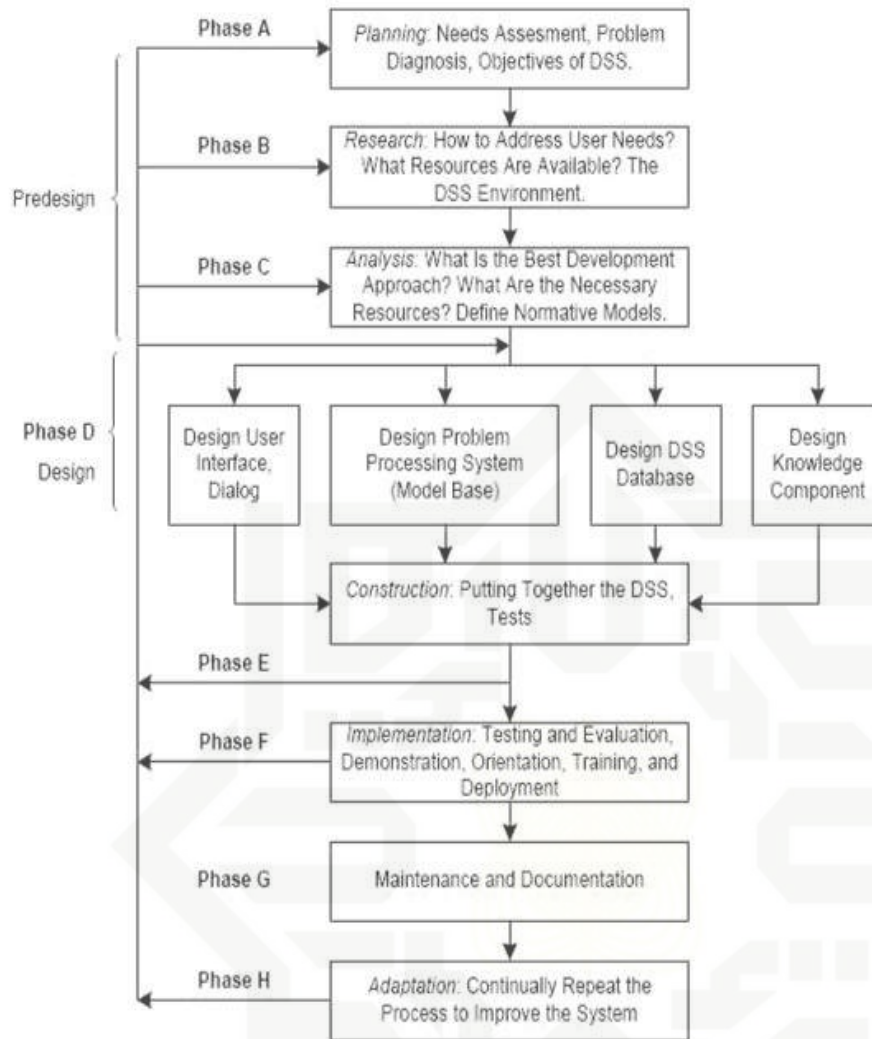 Phase A
Planning: Needs Assesment, Problem
Diagnosis, Objectives of DSS.
Phase B
Research: How to Address User Needs?
What Resources Are Available? The
DSS Environment.
Predesign
Phase C
Analysis: What Is the Best Development
Approach? What Are the Necessary
Resources? Define Normative Models.
Phase D
Design
Design User
Interface,
Dialog
Design Problem
Processing System
(Model Base)
Design DSS
Database
Design
Knowledge
Component
Construction: Putting Together the DSS,
Tests
Phase E
Phase F
Implementation: Testing and Evaluation,
Demonstration, Orientation, Training, and
Deployment
Phase G
Maintenance and Documentation
Phase H
Adaptation: Continually Repeat the
Process to Improve the System